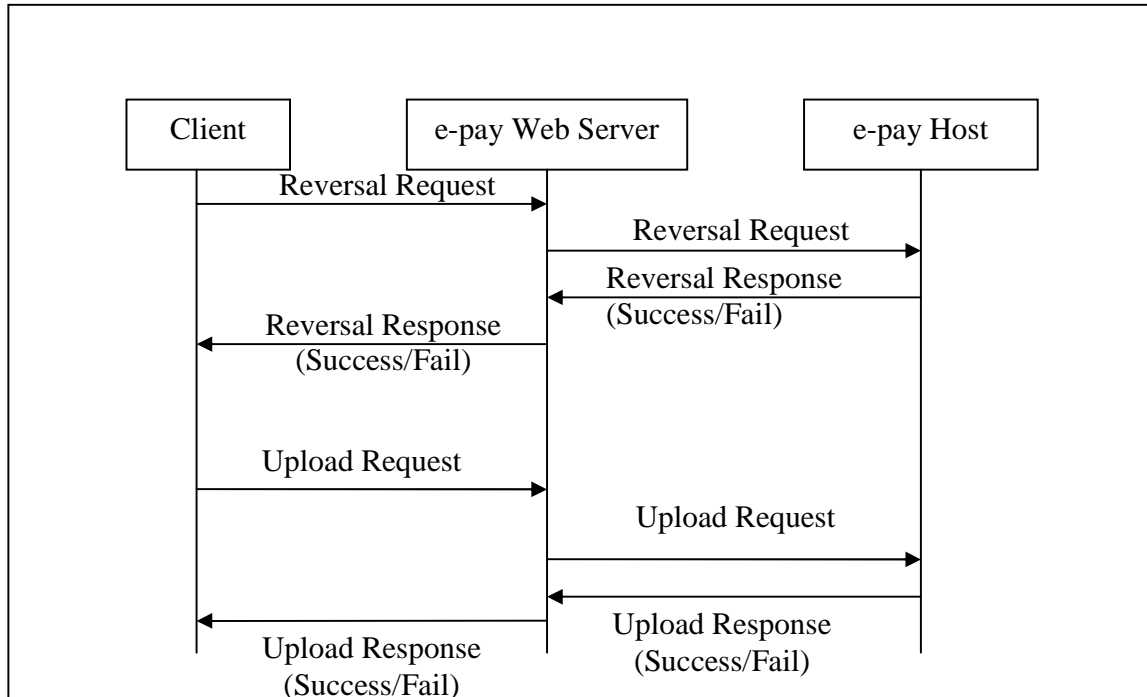 Client
e-pay Web Server
e-pay Host
Reversal Request
Reversal Request
Reversal Response
(Success/Fail)
Reversal Response
(Success/Fail)
Upload Request
Upload Request
Upload Response
(Success/Fail)
Upload Response
(Success/Fail)